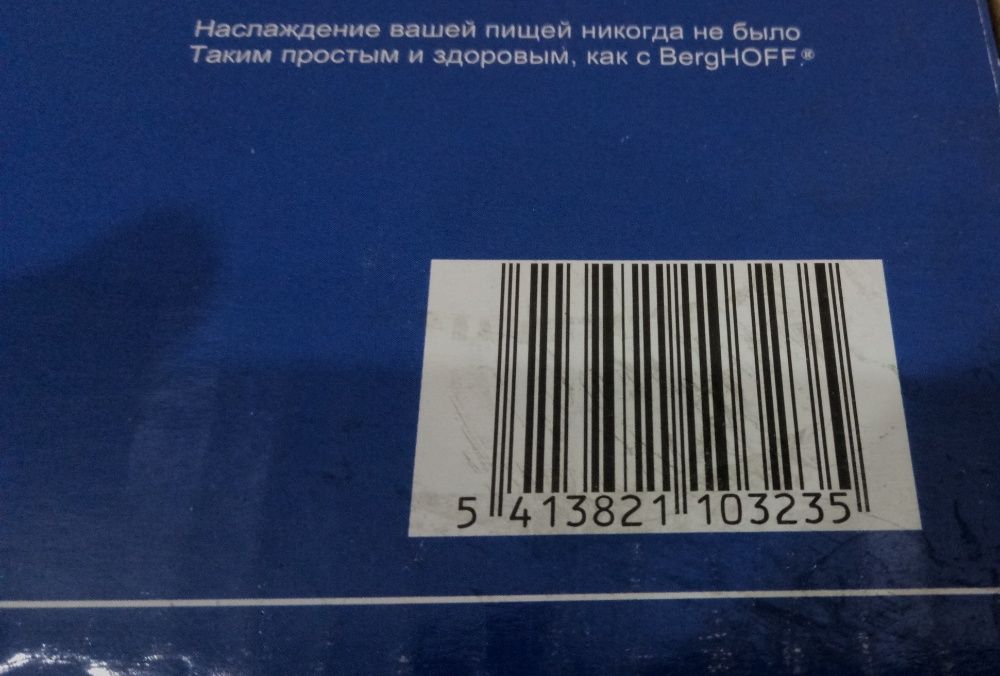 Наслаждение вашей пищей никогда не было
Таким простым и здоровым, как с BergHOFF®
5 413821 103235